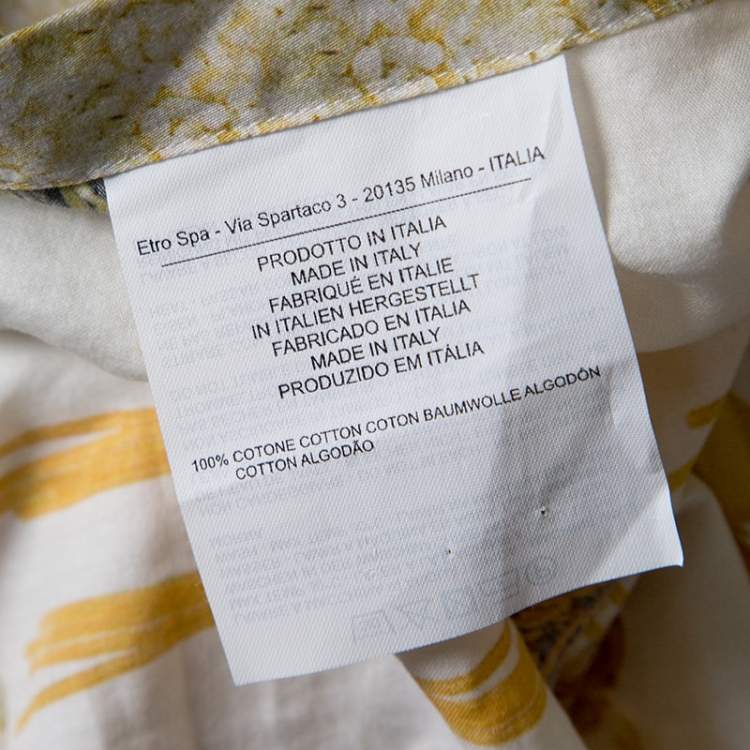 Etro Spa - Via Spartaco 3 - 20135 Milano - ITALIA
PRODOTTO IN ITALIA
MADE IN ITALY
FABRIQUÉ EN ITALIE
IN ITALIEN HERGESTELLT
FABRICADO EN ITALIA
MADE IN ITALY
PRODUZIDO EM ITÁLIA
100% COTONE COTTON COTON BAUMWOLLE ALGODÓN
COTTON ALGODÃO